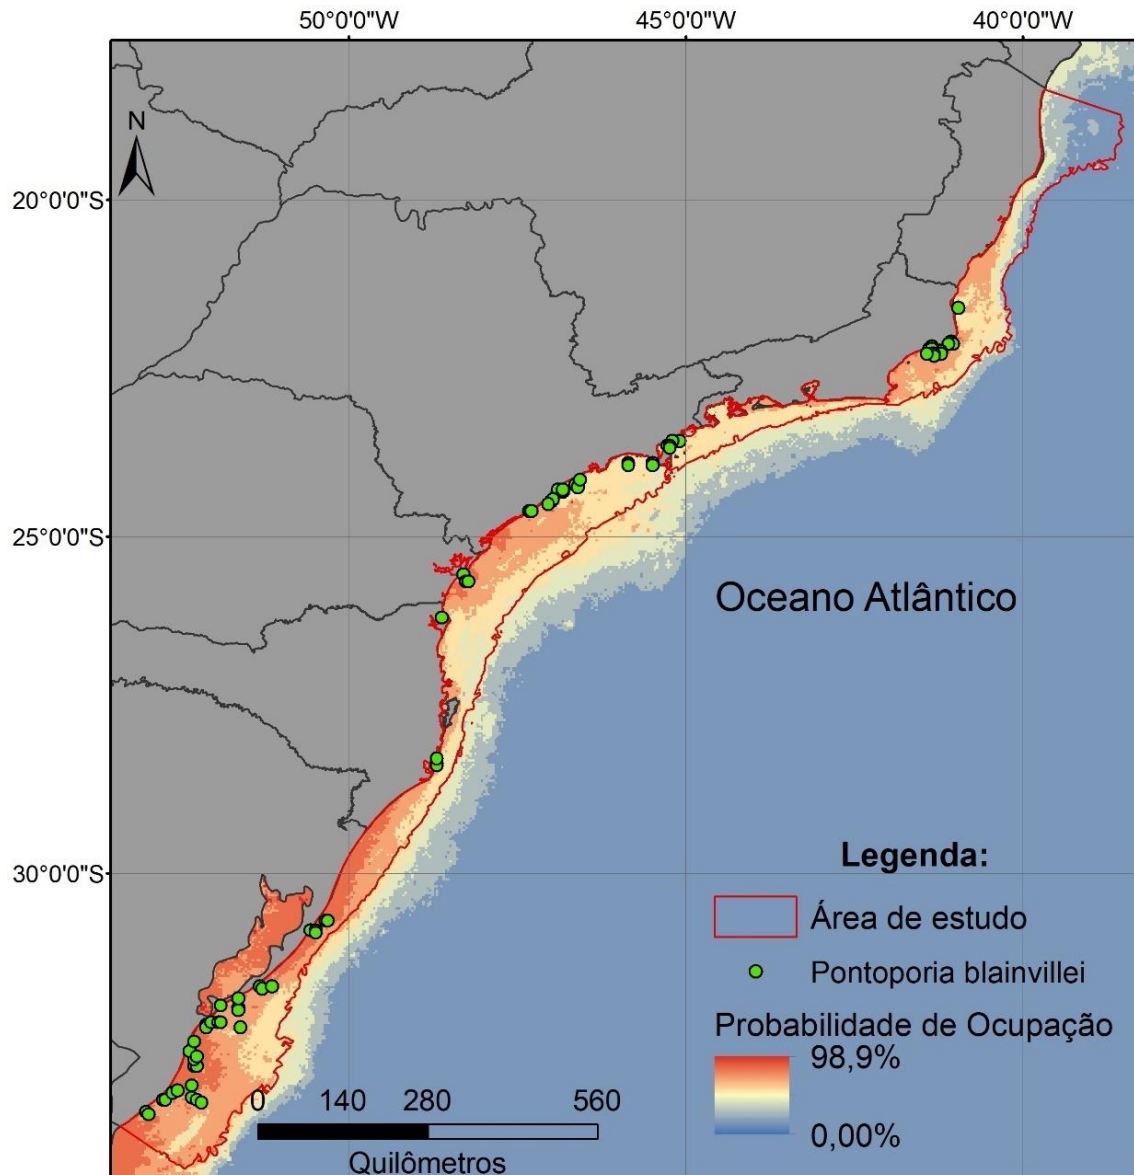 50°0'0"W
45°0'0"W
40°0'0"W
N
20°0'0"S
25°0'0"S
Oceano Atlântico
30°0'0"S
Legenda:
Área de estudo
Pontoporia blainvillei
Probabilidade de Ocupação
98,9%
0,00%
0 140 280 560
Quilômetros